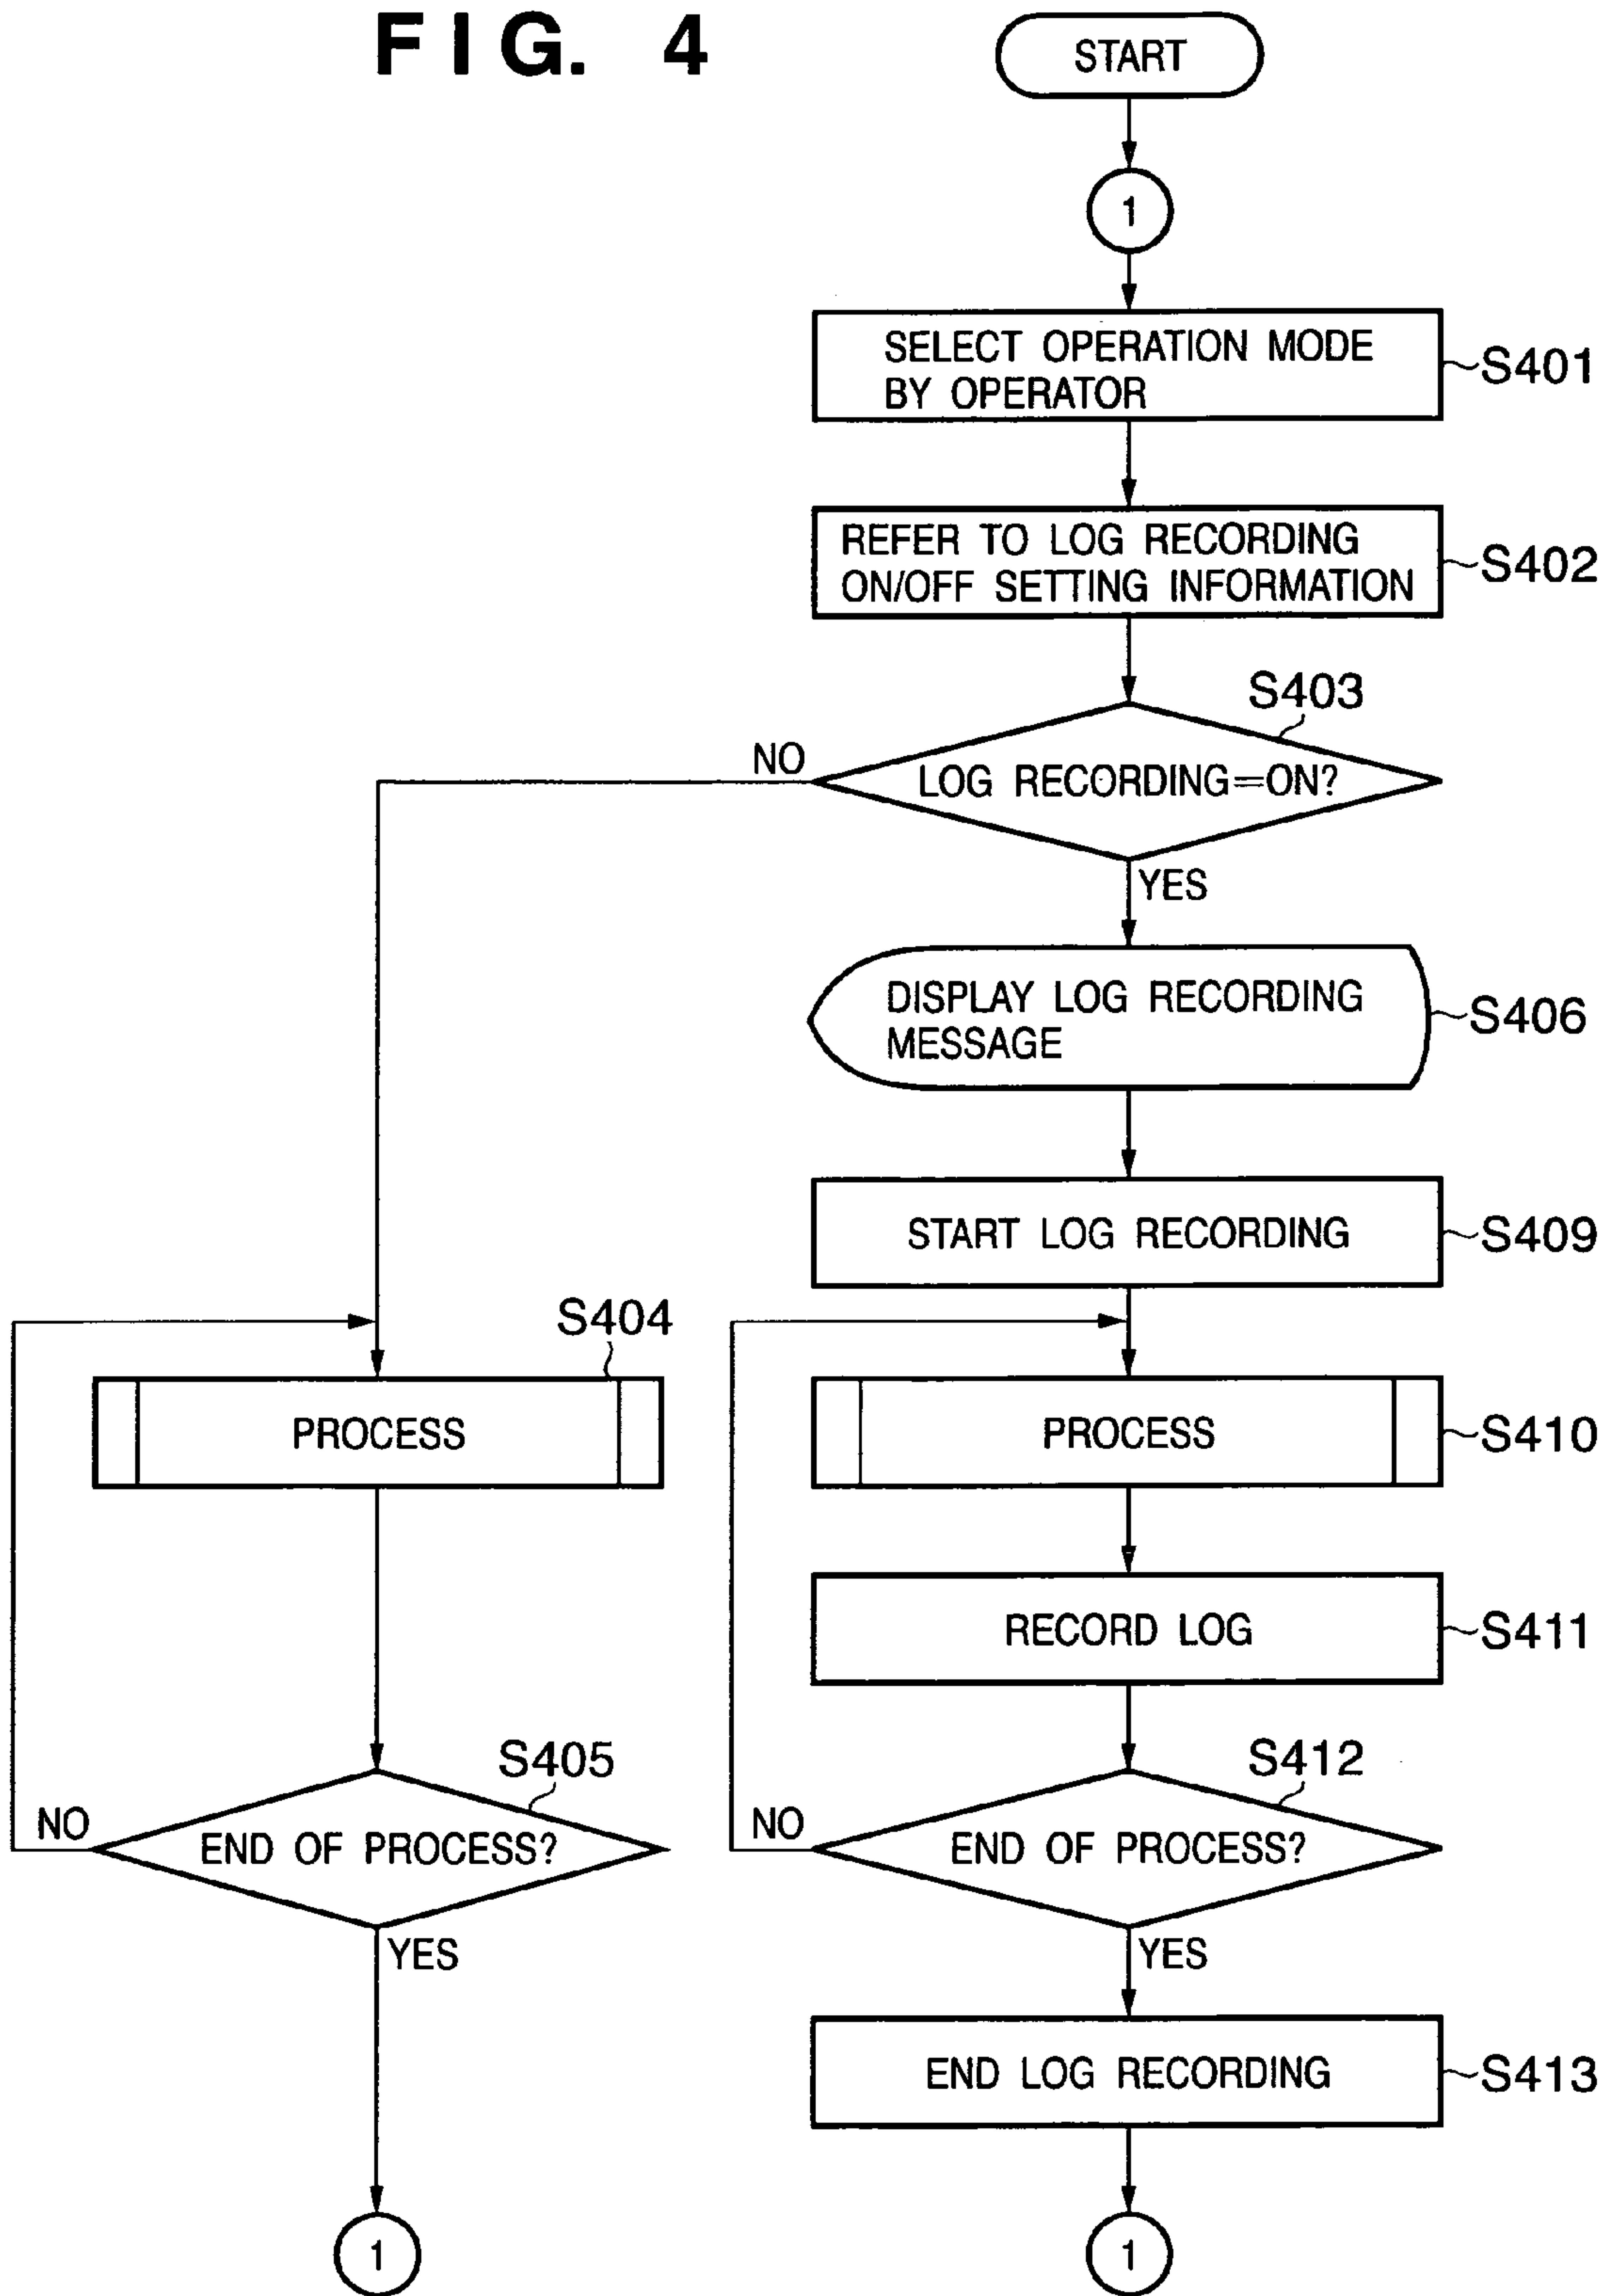 FIG. 4
START
1
SELECT OPERATION MODE
BY OPERATOR
S401
REFER TO LOG RECORDING
ON/OFF SETTING INFORMATION
S402
S403
NO
LOG RECORDING=ON?
YES
DISPLAY LOG RECORDING
MESSAGE
S406
START LOG RECORDING
S409
S404
PROCESS
PROCESS
S410
RECORD LOG
S411
S405
S412
NO
END OF PROCESS?
NO
END OF PROCESS?
YES
YES
END LOG RECORDING
S413
1
1